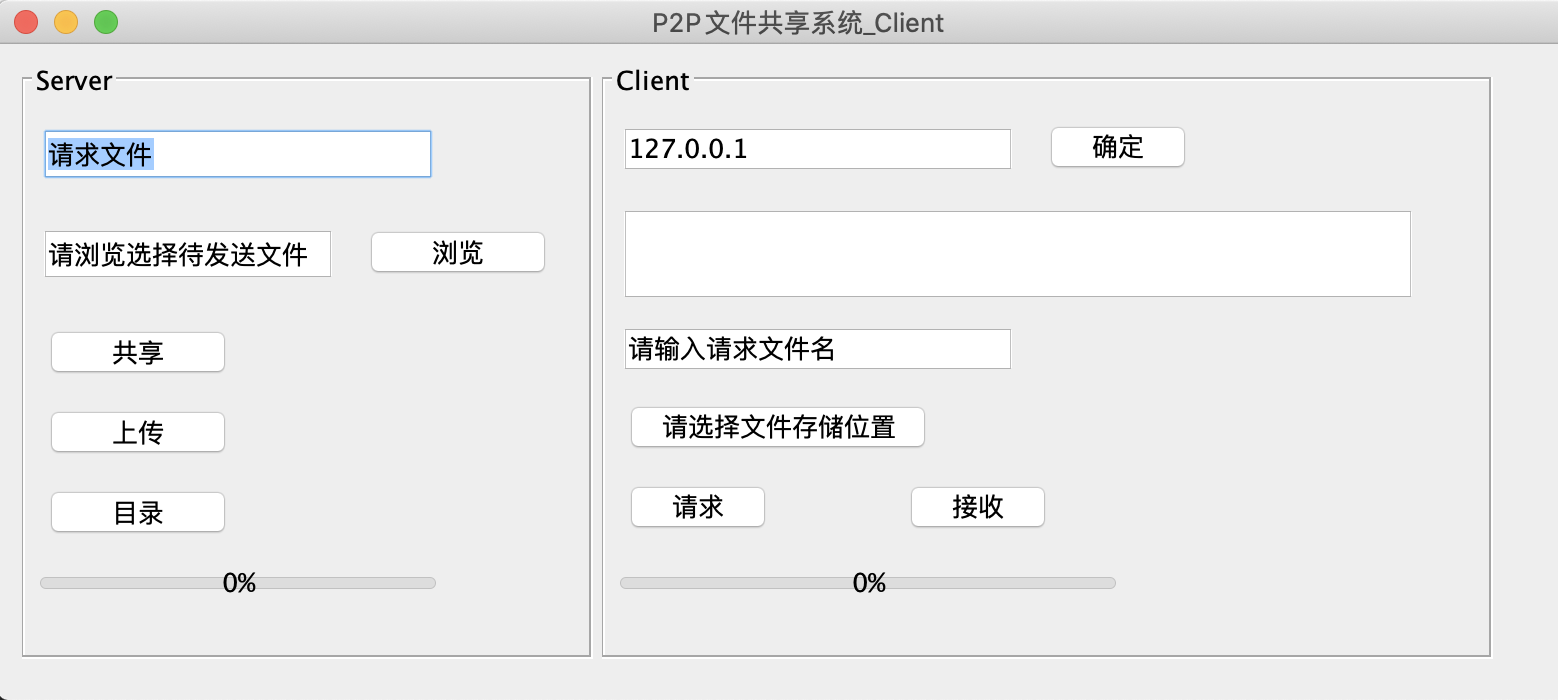 P2P文件共享系统_Client
Server
请求文件
请浏览选择待发送文件
浏览
共享
上传
目录
0%
Client
127.0.0.1
确定
请输入请求文件名
请选择文件存储位置
请求
接收
0%